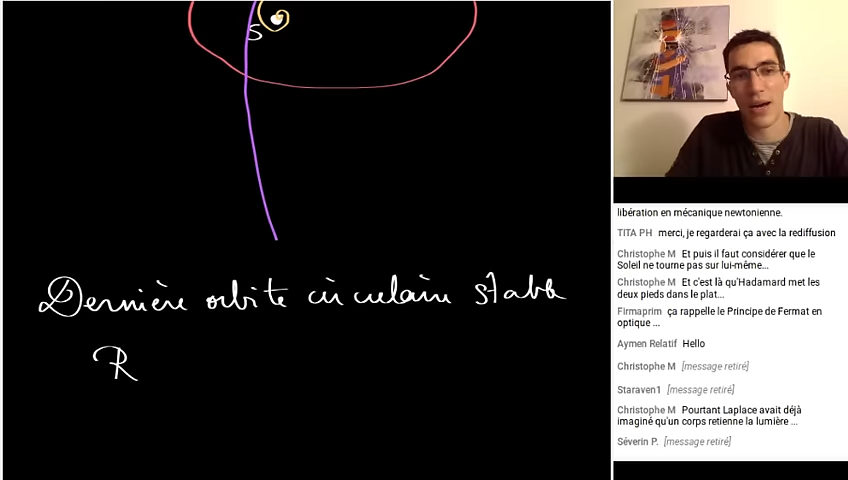 S
Dernière orbite circulaire stable
R
libération en mécanique newtonienne.
TITA PH merci, je regarderai ça avec la rediffusion
Christophe M Et puis il faut considérer que le
Soleil ne tourne pas sur lui-même...
Christophe M Et c'est là qu'Hadamard met les
deux pieds dans le plat...
Firmaprim ça rappelle le Principe de Fermat en
optique ...
Aymen Relatif Hello
Christophe M [message retiré]
Staraven1 [message retiré]
Christophe M Pourtant Laplace avait déjà
imaginé qu'un corps retienne la lumière ...
Séverin P. [message retiré]